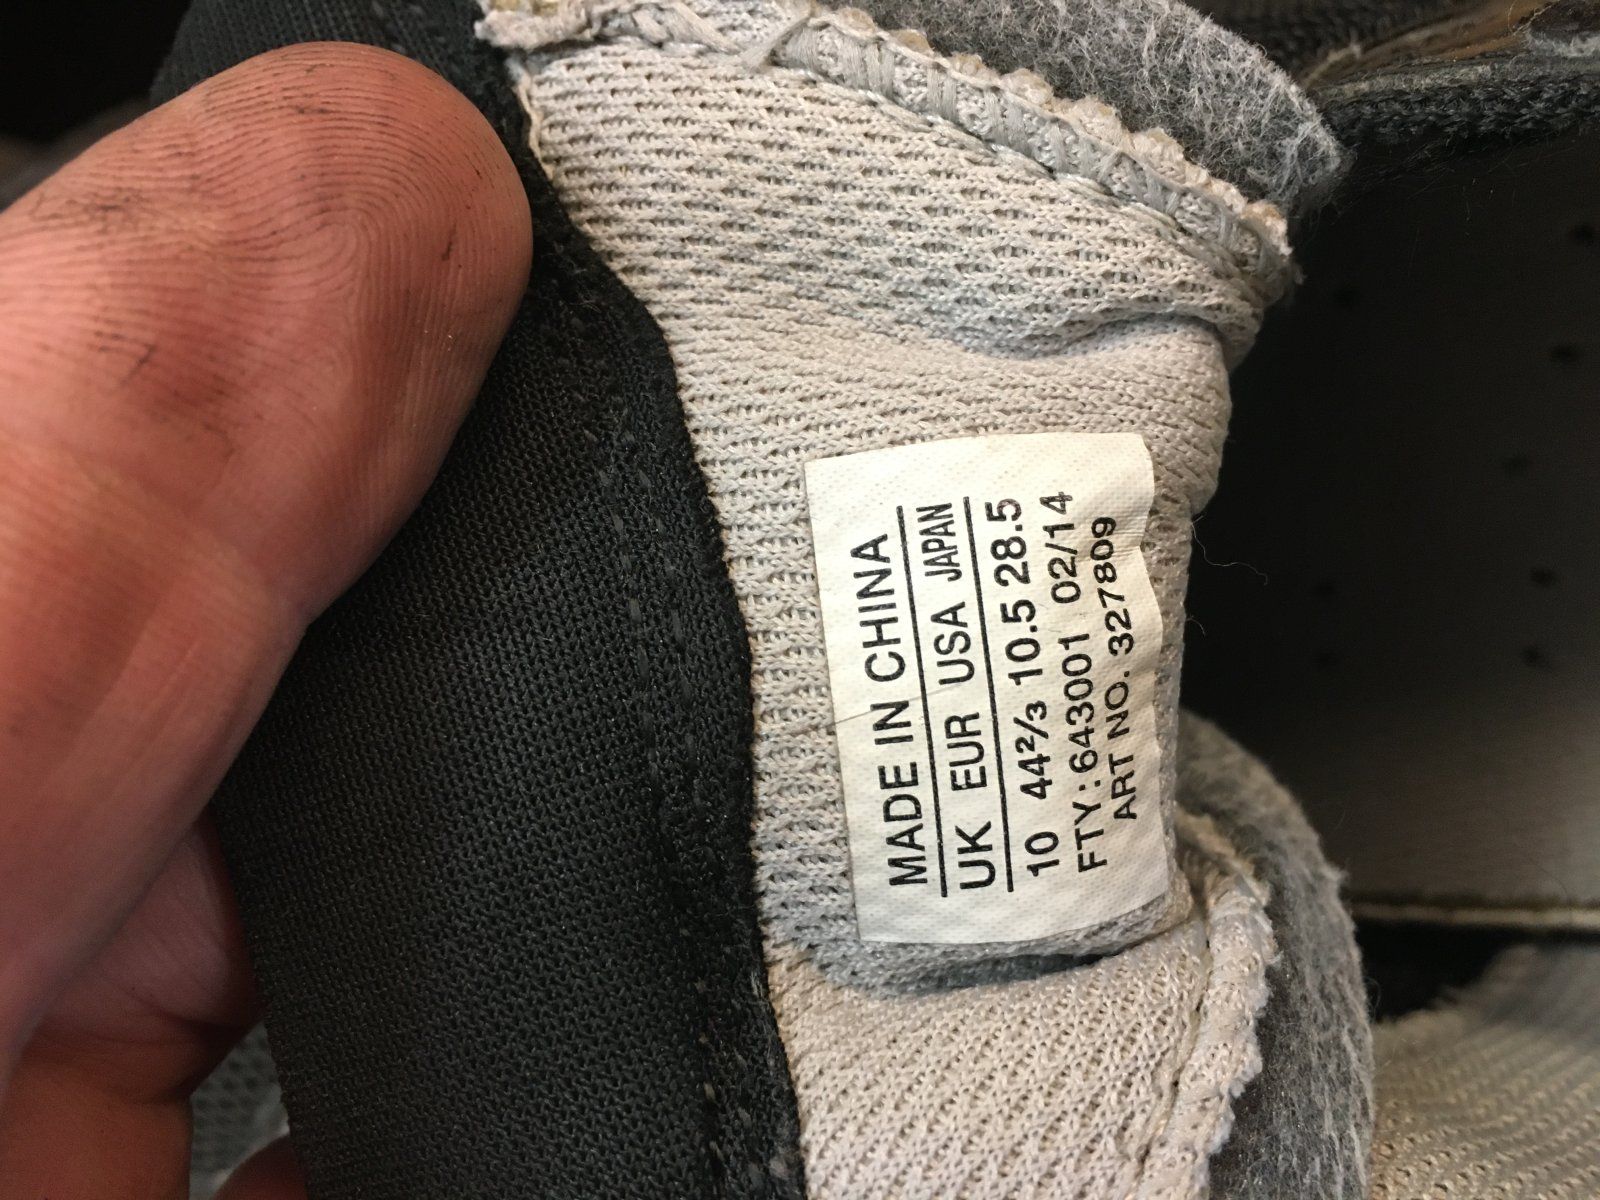 MADE IN CHINA
UK EUR USA JAPAN
10 44⅔ 10.5 28.5
FTY: 643001 02/14
ART NO. 327809